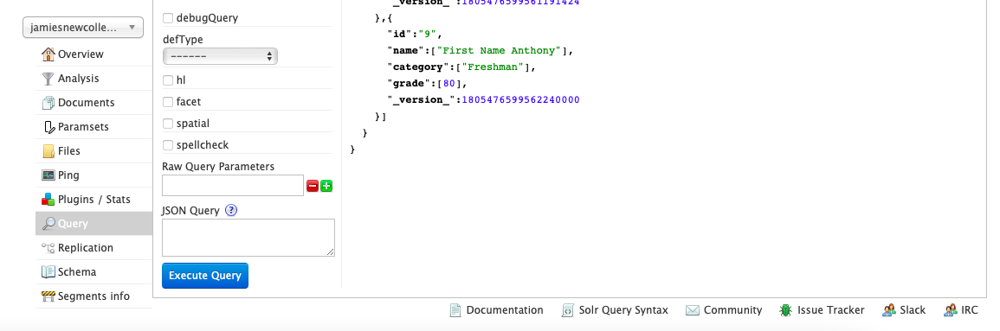 jamiesnewcolle...
Overview
Analysis
Documents
Paramsets
Files
Ping
Plugins / Stats
Query
Replication
Schema
Segments info
debugQuery
defType
------
hl
facet
spatial
spellcheck
Raw Query Parameters
JSON Query ?
Execute Query
"_version_":1805476599561191424
},{
"id":"9",
"name":["First Name Anthony"],
"category":["Freshman"],
"grade":[80],
"_version_":1805476599562240000
}]
}
}
Documentation Solr Query Syntax Community Issue Tracker Slack IRC